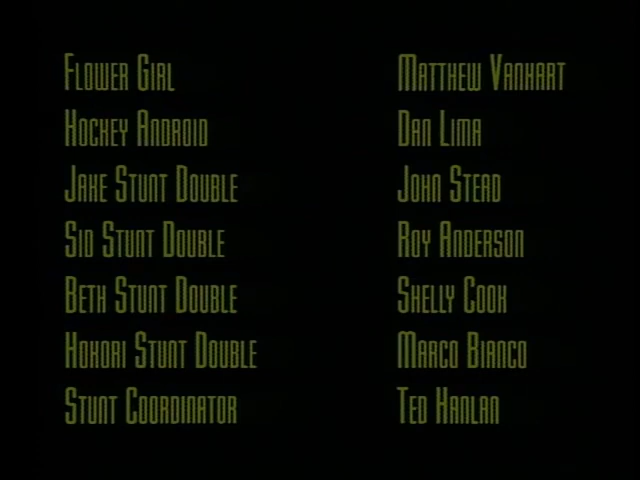 Flower Girl Matthew Vanhart
Hockey Android Dan Lima
Jake Stunt Double John Stead
Sid Stunt Double Roy Anderson
Beth Stunt Double Shelly Cook
Hokori Stunt Double Marco Bianco
Stunt Coordinator Ted Hanlan